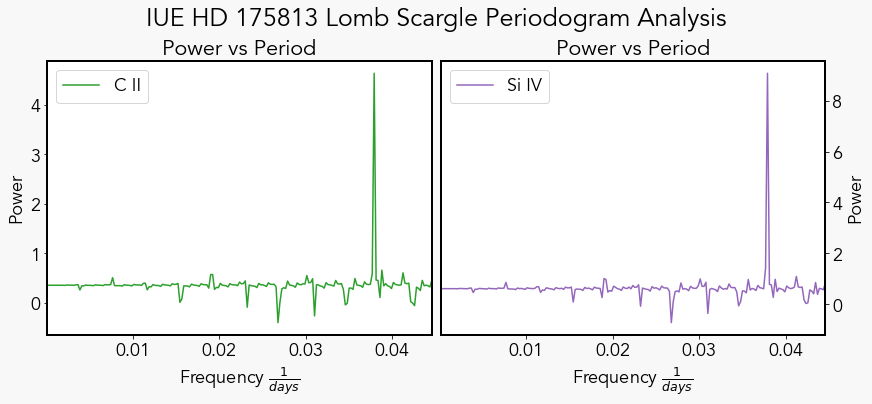 IUE HD 175813 Lomb Scargle Periodogram Analysis
Power vs Period
Power vs Period
C II
Si IV
Power
4
3
2
1
0
8
6
4
2
0
Power
0.01 0.02 0.03 0.04
0.01 0.02 0.03 0.04
Frequency 1/days
Frequency 1/days